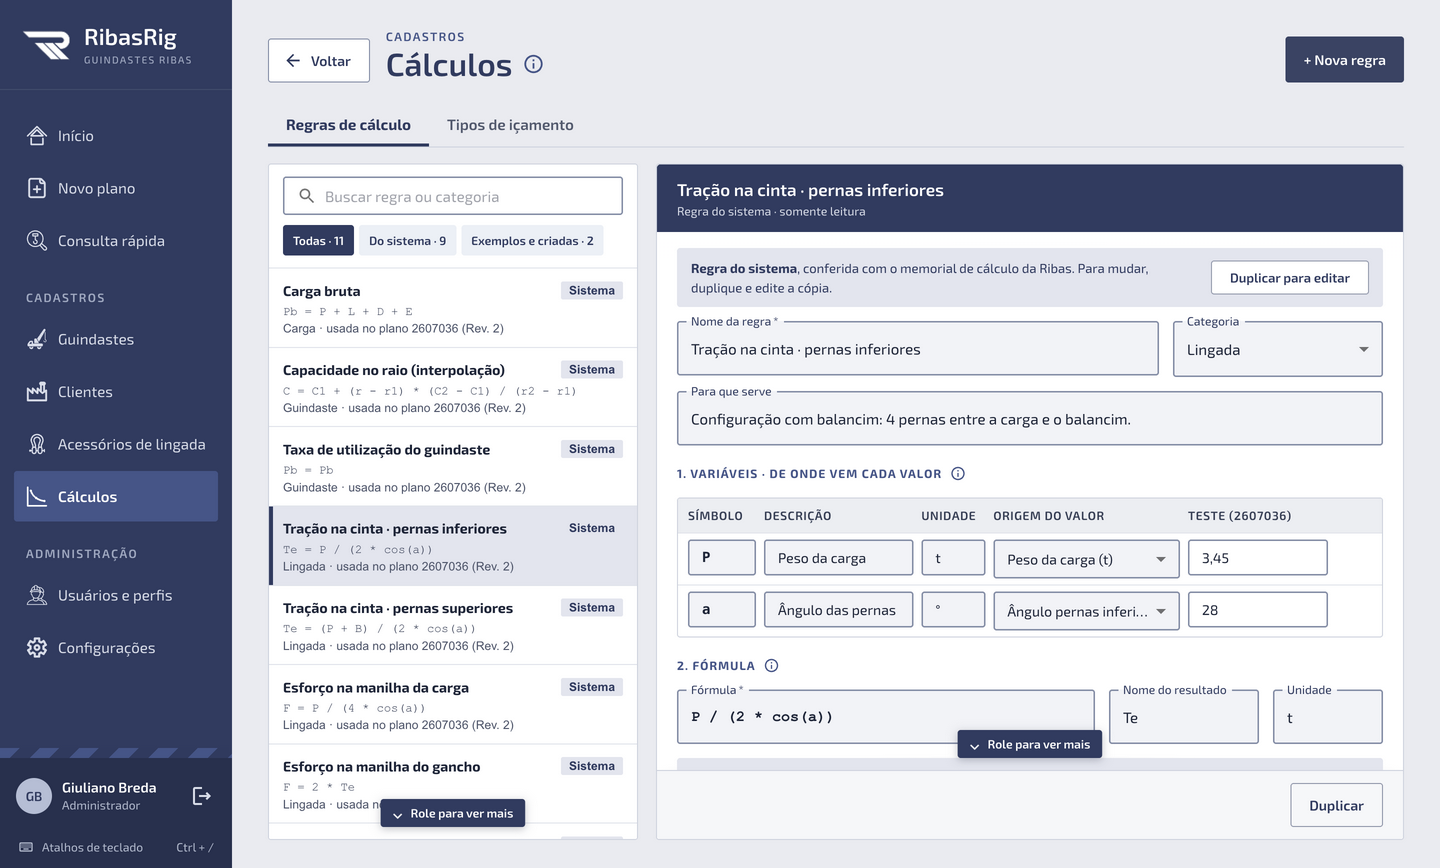 RibasRig
GUINDASTES RIBAS
Início
Novo plano
Consulta rápida
CADASTROS
Guindastes
Clientes
Acessórios de lingada
Cálculos
ADMINISTRAÇÃO
Usuários e perfis
Configurações
GB
Giuliano Breda
Administrador
Atalhos de teclado Ctrl + /
Voltar
CADASTROS
Cálculos
+ Nova regra
Regras de cálculo
Tipos de içamento
Buscar regra ou categoria
Todas · 11
Do sistema · 9
Exemplos e criadas · 2
Carga bruta
Sistema
Pb = P + L + D + E
Carga · usada no plano 2607036 (Rev. 2)
Capacidade no raio (interpolação)
Sistema
C = C1 + (r − r1) * (C2 − C1) / (r2 − r1)
Guindaste · usada no plano 2607036 (Rev. 2)
Taxa de utilização do guindaste
Sistema
Pb = Pb
Guindaste · usada no plano 2607036 (Rev. 2)
Tração na cinta · pernas inferiores
Sistema
Te = P / (2 * cos(a))
Lingada · usada no plano 2607036 (Rev. 2)
Tração na cinta · pernas superiores
Sistema
Te = (P + B) / (2 * cos(a))
Lingada · usada no plano 2607036 (Rev. 2)
Esforço na manilha da carga
Sistema
F = P / (4 * cos(a))
Lingada · usada no plano 2607036 (Rev. 2)
Esforço na manilha do gancho
Sistema
F = 2 * Te
Lingada · usada n
Role para ver mais
Tração na cinta · pernas inferiores
Regra do sistema · somente leitura
Regra do sistema, conferida com o memorial de cálculo da Ribas. Para mudar,
duplique e edite a cópia.
Duplicar para editar
Nome da regra *
Tração na cinta · pernas inferiores
Categoria
Lingada
Para que serve
Configuração com balancim: 4 pernas entre a carga e o balancim.
1. VARIÁVEIS · DE ONDE VEM CADA VALOR
SÍMBOLO DESCRIÇÃO UNIDADE ORIGEM DO VALOR TESTE (2607036)
P Peso da carga t Peso da carga (t) 3,45
a Ângulo das pernas ° Ângulo pernas inferi... 28
2. FÓRMULA
Fórmula *
P / (2 * cos(a))
Nome do resultado
Te
Unidade
t
Role para ver mais
Duplicar